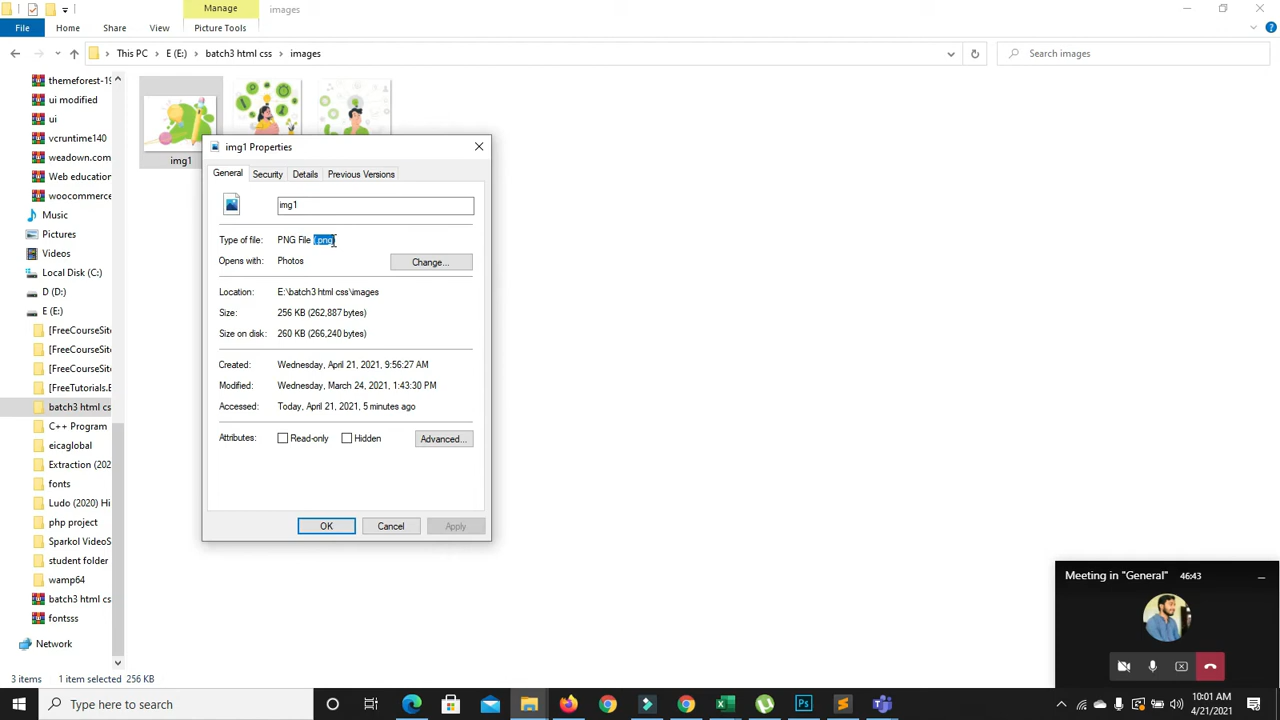 Manage
images
File
Home
Share
View
Picture Tools
This PC
E (E:)
batch3 html css
images
Search images
themeforest-19
ui modified
ui
vcruntime140
weadown.com
Web education
woocommerce
Music
Pictures
Videos
Local Disk (C:)
D (D:)
E (E:)
[FreeCourseSite
[FreeCourseSite
[FreeCourseSite
[FreeTutorials.E
batch3 html cs
C++ Program
eicaglobal
Extraction (202
fonts
Ludo (2020) Hi
php project
Sparkol VideoS
student folder
wamp64
batch3 html cs
fontsss
Network
img1
img1 Properties
General
Security
Details
Previous Versions
img1
Type of file:
PNG File (.png)
Opens with:
Photos
Change...
Location:
E:\batch3 html css\images
Size:
256 KB (262,887 bytes)
Size on disk:
260 KB (266,240 bytes)
Created:
Wednesday, April 21, 2021, 9:56:27 AM
Modified:
Wednesday, March 24, 2021, 1:43:30 PM
Accessed:
Today, April 21, 2021, 5 minutes ago
Attributes:
Read-only
Hidden
Advanced...
OK
Cancel
Apply
Meeting in "General"
46:43
3 items
1 item selected 256 KB
Type here to search
Ps
10:01 AM
4/21/2021